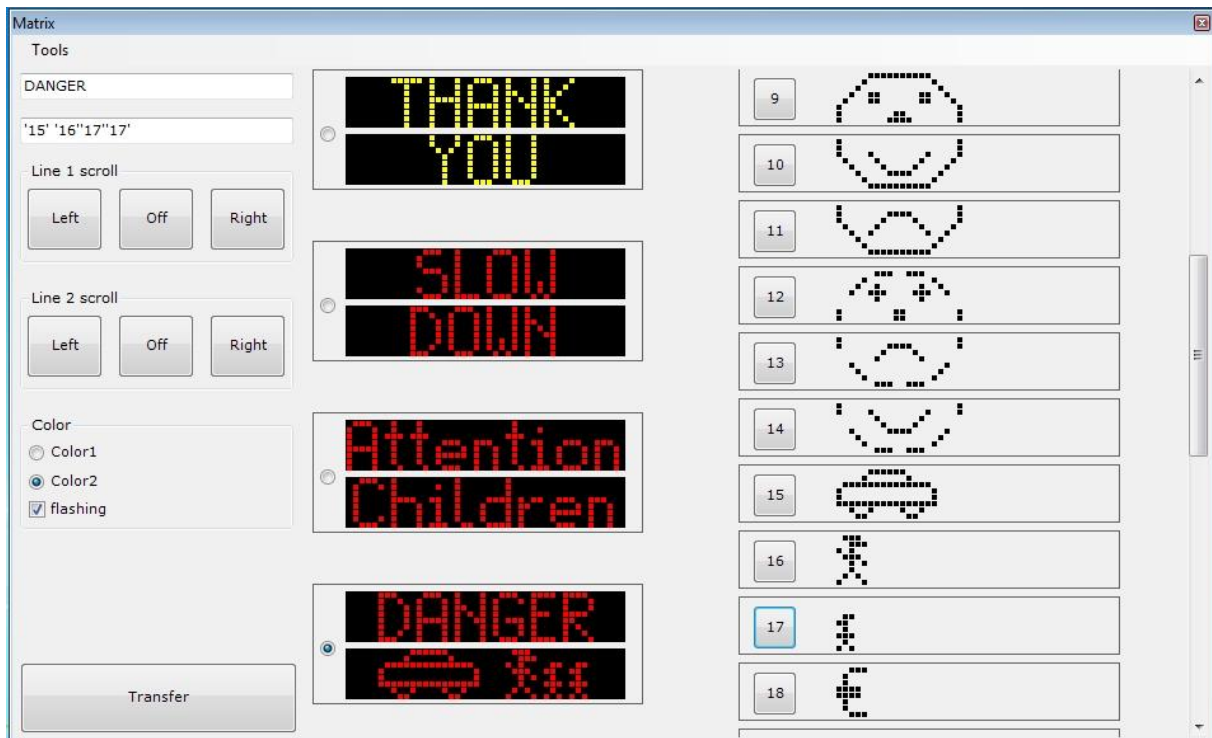 Matrix
Tools
DANGER
'15' '16''17''17'
Line 1 scroll
Left
Off
Right
Line 2 scroll
Left
Off
Right
Color
Color1
Color2
flashing
Transfer
THANK
YOU
SLOW
DOWN
Attention
Children
DANGER
9
10
11
12
13
14
15
16
17
18